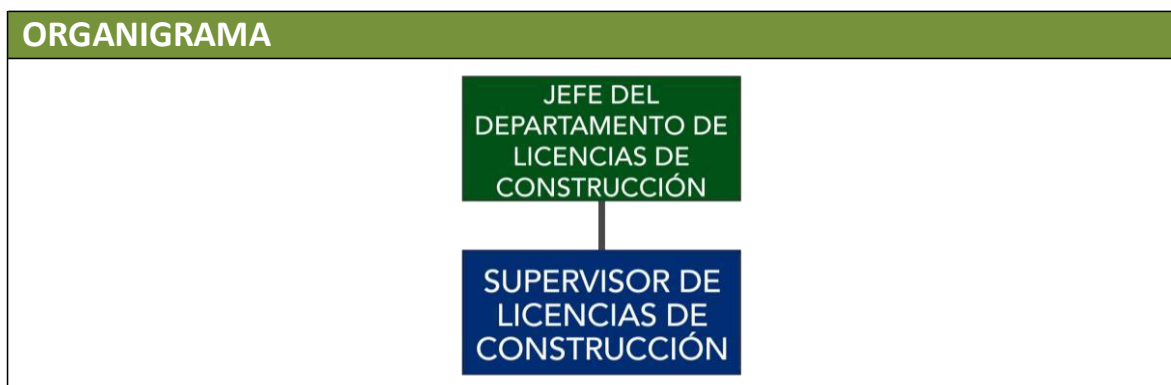 ORGANIGRAMA
JEFE DEL
DEPARTAMENTO DE
LICENCIAS DE
CONSTRUCCIÓN
SUPERVISOR DE
LICENCIAS DE
CONSTRUCCIÓN